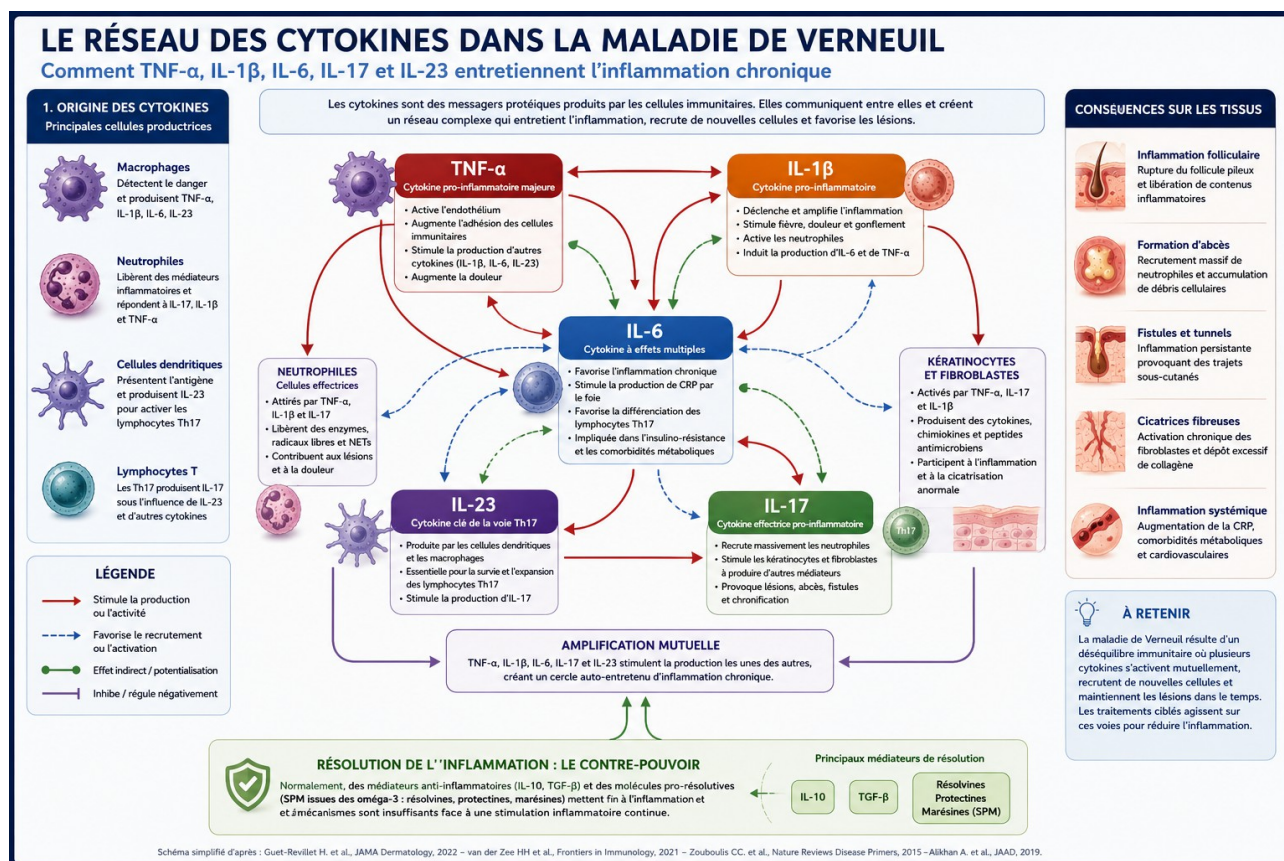 LE RÉSEAU DES CYTOKINES DANS LA MALADIE DE VERNEUIL
Comment TNF-α, IL-1β, IL-6, IL-17 et IL-23 entretiennent l'inflammation chronique
1. ORIGINE DES CYTOKINES
Principales cellules productrices
Macrophages
Détectent le danger
et produisent TNF-α,
IL-1β, IL-6, IL-23
Neutrophiles
Libèrent des médiateurs
inflammatoires et
répondent à IL-17, IL-1β
et TNF-α
Cellules dendritiques
Présentent l'antigène
et produisent IL-23
pour activer les
lymphocytes Th17
Lymphocytes T
Les Th17 produisent IL-17
sous l'influence de IL-23
et d'autres cytokines
LÉGENDE
Stimule la production
ou l'activité
Favorise le recrutement
ou l'activation
Effet indirect / potentialisation
Inhibe / régule négativement
Les cytokines sont des messagers protéiques produits par les cellules immunitaires. Elles communiquent entre elles et créent
un réseau complexe qui entretient l'inflammation, recrute de nouvelles cellules et favorise les lésions.
TNF-α
Cytokine pro-inflammatoire majeure
• Active l'endothélium
• Augmente l'adhésion des cellules
immunitaires
• Stimule la production d'autres
cytokines (IL-1β, IL-6, IL-23)
• Augmente la douleur
IL-1β
Cytokine pro-inflammatoire
• Déclenche et amplifie l'inflammation
• Stimule fièvre, douleur et gonflement
• Active les neutrophiles
• Induit la production d'IL-6 et de TNF-α
NEUTROPHILES
Cellules effectrices
• Attirés par TNF-α,
IL-1β et IL-17
• Libèrent des enzymes,
radicaux libres et NETs
• Contribuent aux lésions
et à la douleur
IL-6
Cytokine à effets multiples
• Favorise l'inflammation chronique
• Stimule la production de CRP par
le foie
• Favorise la différenciation des
lymphocytes Th17
• Impliquée dans l'insulino-résistance
et les comorbidités métaboliques
KÉRATINOCYTES
ET FIBROBLASTES
• Activés par TNF-α, IL-17
et IL-1β
• Produisent des cytokines,
chimiokines et peptides
antimicrobiens
• Participent à l'inflammation
et à la cicatrisation
anormale
IL-23
Cytokine clé de la voie Th17
• Produite par les cellules dendritiques
et les macrophages
• Essentielle pour la survie et l'expansion
des lymphocytes Th17
• Stimule la production d'IL-17
IL-17
Cytokine effectrice pro-inflammatoire
• Recrute massivement les neutrophiles
• Stimule les kératinocytes et fibroblastes
à produire d'autres médiateurs
• Provoque lésions, abcès, fistules
et chronification
Th17
AMPLIFICATION MUTUELLE
TNF-α, IL-1β, IL-6, IL-17 et IL-23 stimulent la production les unes des autres,
créant un cercle auto-entretenu d'inflammation chronique.
RÉSOLUTION DE L''INFLAMMATION : LE CONTRE-POUVOIR
Normalement, des médiateurs anti-inflammatoires (IL-10, TGF-β) et des molécules pro-résolutives
(SPM issues des oméga-3 : résolvines, protectines, marésines) mettent fin à l'inflammation et
sont insuffisants face à une stimulation inflammatoire continue.
Principaux médiateurs de résolution
IL-10
TGF-β
Résolvines
Protectines
Marésines (SPM)
CONSÉUENCES SUR LES TISSUS
Inflammation folliculaire
Rupture du follicule pileux
et libération de contenus
inflammatoires
Formation d'abcès
Recrutement massif de
neutrophiles et accumulation
de débris cellulaires
Fistules et tunnels
Inflammation persistante
provoquant des trajets
sous-cutanés
Cicatrices fibreuses
Activation chronique des
fibroblastes et dépôt excessif
de collagène
Inflammation systémique
Augmentation de la CRP,
comorbidités métaboliques
et cardiovasculaires
À RETENIR
La maladie de Verneuil résulte d'un
déséquilibre immunitaire où plusieurs
cytokines s'activent mutuellement,
recrutent de nouvelles cellules et
maintiennent les lésions dans le temps.
Les traitements ciblés agissent sur
ces voies pour réduire l'inflammation.
Schéma simplifié d'après : Guet-Revillet H. et al., JAMA Dermatology, 2022 – van der Zee HH et al., Frontiers in Immunology, 2021 – Zouboulis CC. et al., Nature Reviews Disease Primers, 2015 –Alikhan A. et al., JAAD, 2019.